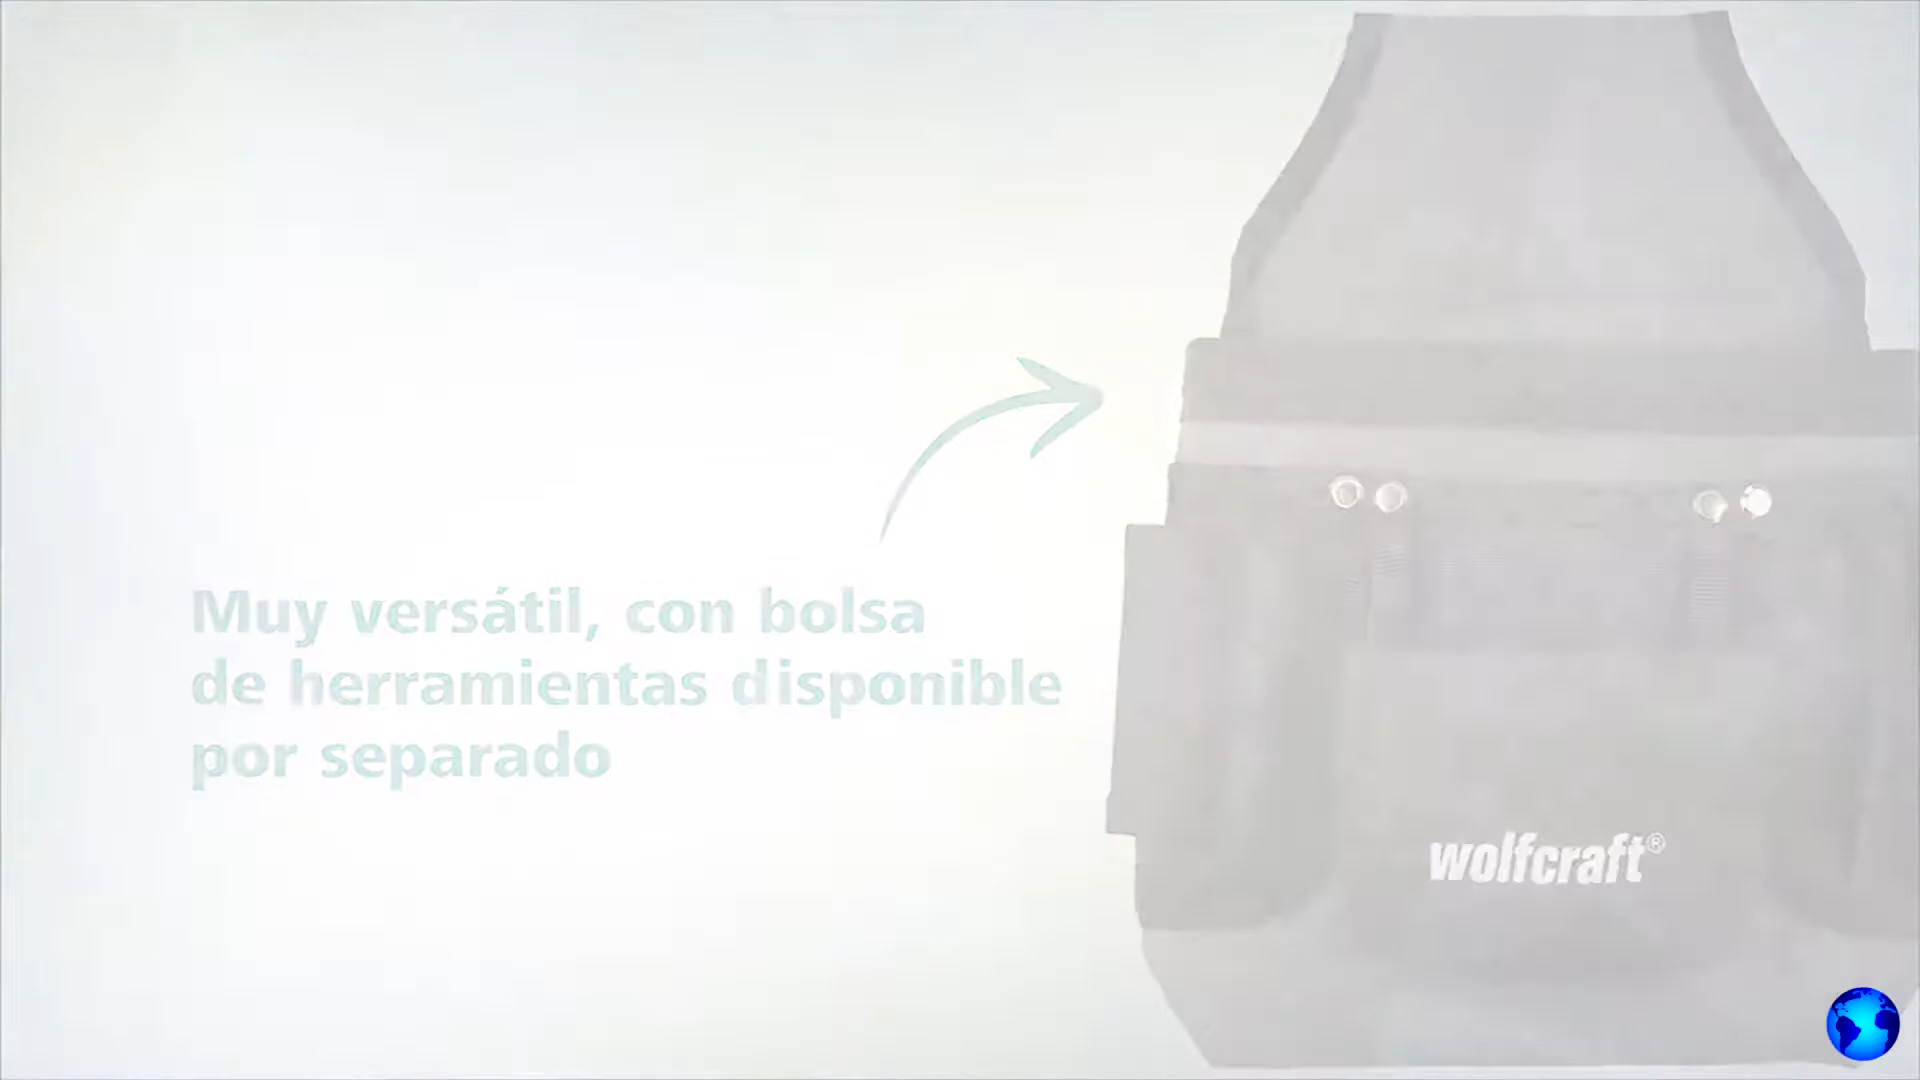 Muy versátil, con bolsa
de herramientas disponible
por separado
wolfcraft®